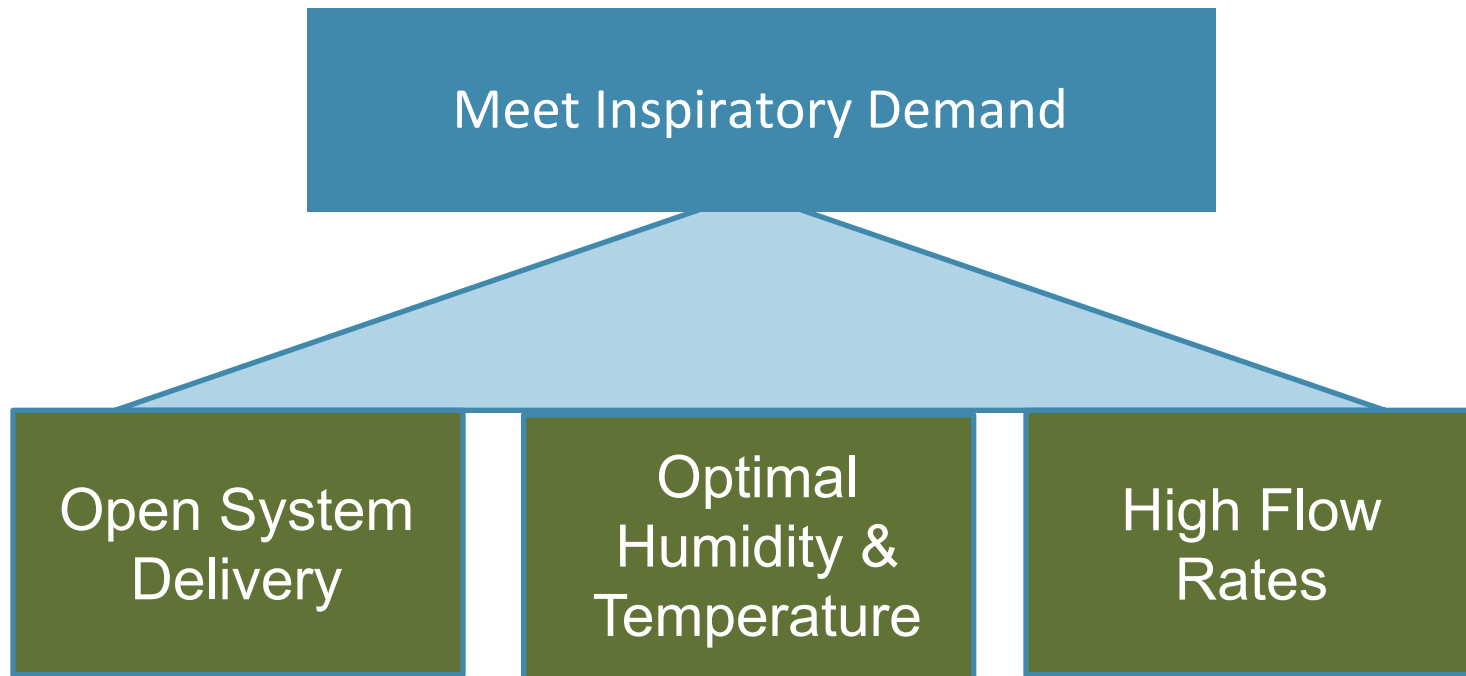 Meet Inspiratory Demand
Open System
Delivery
Optimal
Humidity &
Temperature
High Flow
Rates